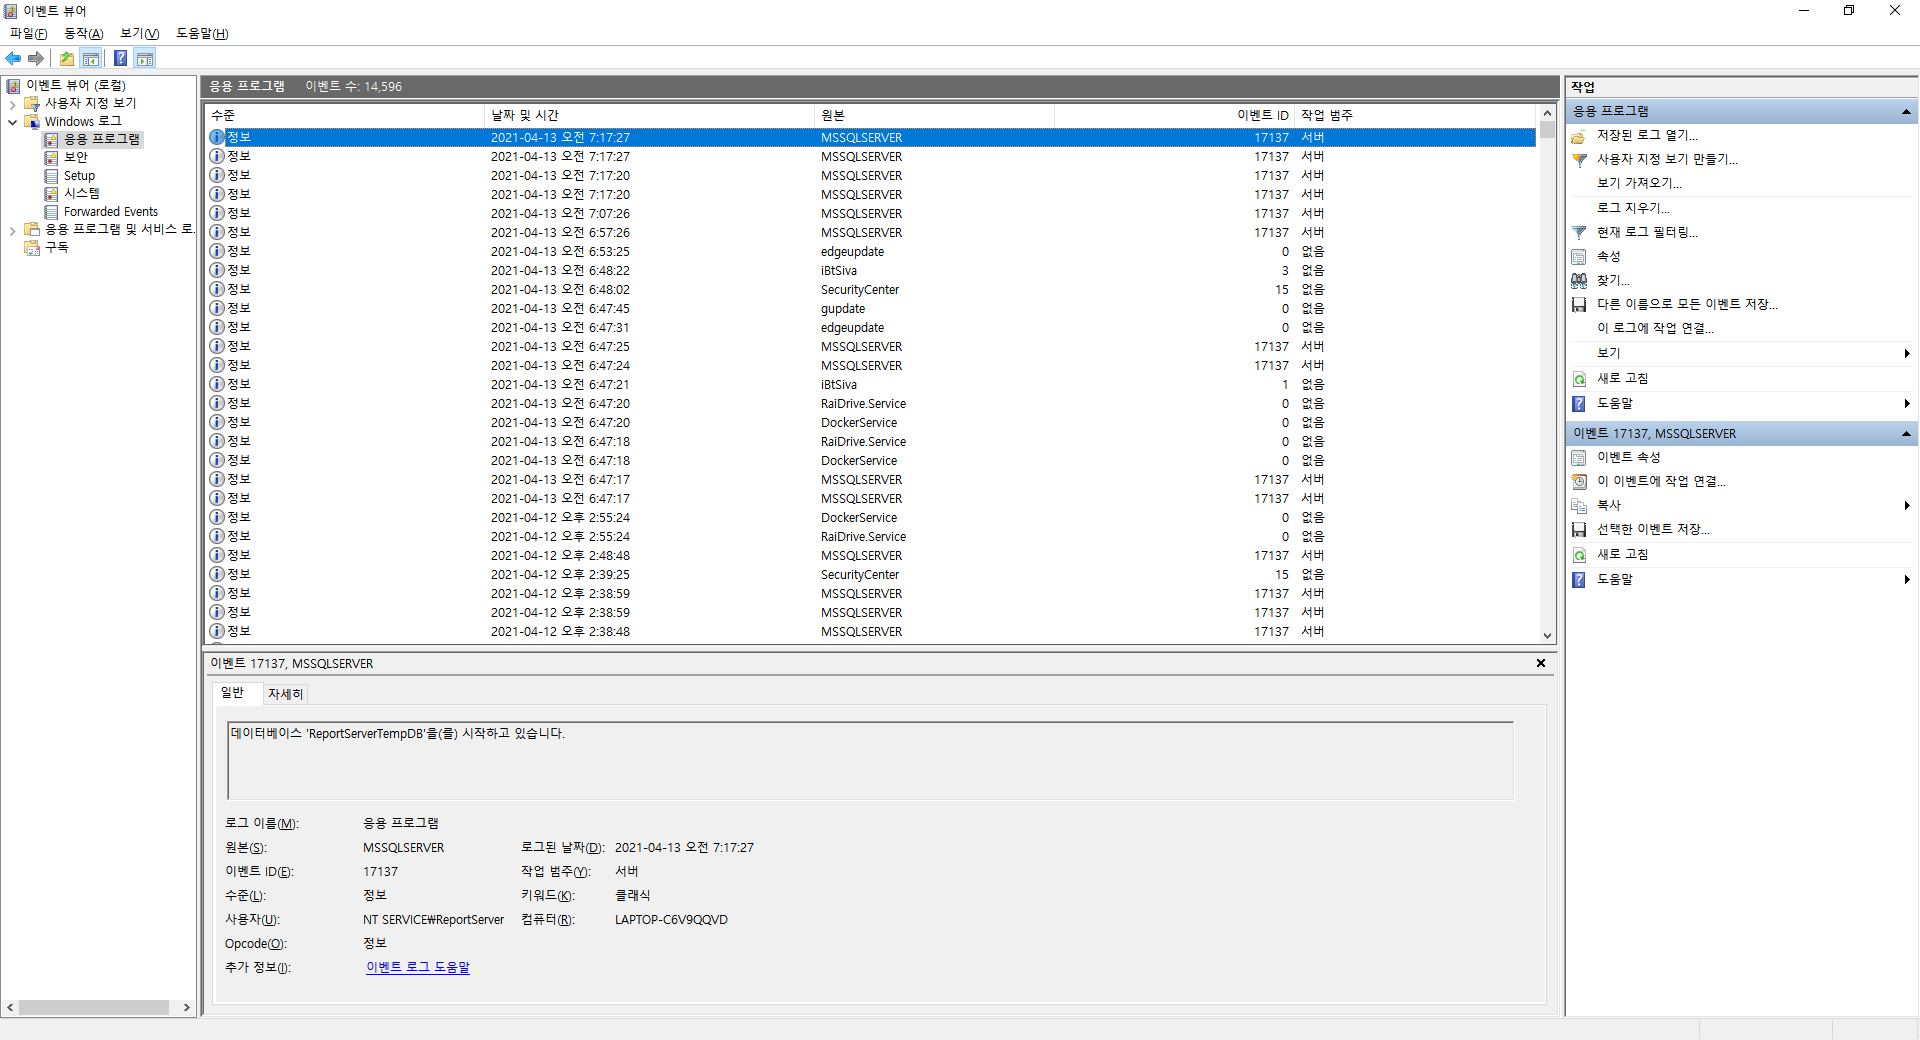 이벤트 뷰어
파일(F) 동작(A) 보기(V) 도움말(H)
이벤트 뷰어 (로컬)
사용자 지정 보기
Windows 로그
응용 프로그램
보안
Setup
시스템
Forwarded Events
응용 프로그램 및 서비스 로
구독
응용 프로그램 이벤트 수: 14,596
수준 날짜 및 시간 원본 이벤트 ID 작업 범주
정보 2021-04-13 오전 7:17:27 MSSQLSERVER 17137 서버
정보 2021-04-13 오전 7:17:27 MSSQLSERVER 17137 서버
정보 2021-04-13 오전 7:17:20 MSSQLSERVER 17137 서버
정보 2021-04-13 오전 7:17:20 MSSQLSERVER 17137 서버
정보 2021-04-13 오전 7:07:26 MSSQLSERVER 17137 서버
정보 2021-04-13 오전 6:57:26 MSSQLSERVER 17137 서버
정보 2021-04-13 오전 6:53:25 edgeupdate 0 없음
정보 2021-04-13 오전 6:48:22 iBtSiva 3 없음
정보 2021-04-13 오전 6:48:02 SecurityCenter 15 없음
정보 2021-04-13 오전 6:47:45 gupdate 0 없음
정보 2021-04-13 오전 6:47:31 edgeupdate 0 없음
정보 2021-04-13 오전 6:47:25 MSSQLSERVER 17137 서버
정보 2021-04-13 오전 6:47:24 MSSQLSERVER 17137 서버
정보 2021-04-13 오전 6:47:21 iBtSiva 1 없음
정보 2021-04-13 오전 6:47:20 RaiDrive.Service 0 없음
정보 2021-04-13 오전 6:47:20 DockerService 0 없음
정보 2021-04-13 오전 6:47:18 RaiDrive.Service 0 없음
정보 2021-04-13 오전 6:47:18 DockerService 0 없음
정보 2021-04-13 오전 6:47:17 MSSQLSERVER 17137 서버
정보 2021-04-13 오전 6:47:17 MSSQLSERVER 17137 서버
정보 2021-04-12 오후 2:55:24 DockerService 0 없음
정보 2021-04-12 오후 2:55:24 RaiDrive.Service 0 없음
정보 2021-04-12 오후 2:48:48 MSSQLSERVER 17137 서버
정보 2021-04-12 오후 2:39:25 SecurityCenter 15 없음
정보 2021-04-12 오후 2:38:59 MSSQLSERVER 17137 서버
정보 2021-04-12 오후 2:38:59 MSSQLSERVER 17137 서버
정보 2021-04-12 오후 2:38:48 MSSQLSERVER 17137 서버
이벤트 17137, MSSQLSERVER
일반 자세히
데이터베이스 'ReportServerTempDB'을(를) 시작하고 있습니다.
로그 이름(M): 응용 프로그램
원본(S): MSSQLSERVER 로그된 날짜(D): 2021-04-13 오전 7:17:27
이벤트 ID(E): 17137 작업 범주(Y): 서버
수준(L): 정보 키워드(K): 클래식
사용자(U): NT SERVICE₩ReportServer 컴퓨터(R): LAPTOP-C6V9QQVD
Opcode(O): 정보
추가 정보(I): 이벤트 로그 도움말
작업
응용 프로그램
저장된 로그 열기...
사용자 지정 보기 만들기...
보기 가져오기...
로그 지우기...
현재 로그 필터링...
속성
찾기...
다른 이름으로 모든 이벤트 저장...
이 로그에 작업 연결...
보기
새로 고침
도움말
이벤트 17137, MSSQLSERVER
이벤트 속성
이 이벤트에 작업 연결...
복사
선택한 이벤트 저장...
새로 고침
도움말